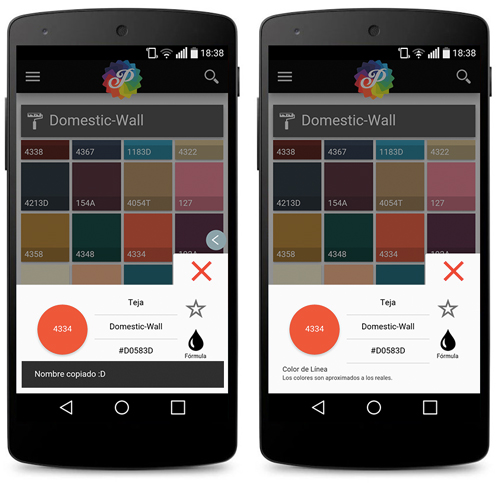 18:38
P
Domestic-Wall
4338 4367 1183D 4322
4213D 154A 4054T 127
4358 4348 4334
Teja
4334
Domestic-Wall
#D0583D
Fórmula
Nombre copiado :D
18:38
P
Domestic-Wall
4338 4367 1183D 4322
4213D 154A 4054T 127
4358 4348 4334
Teja
4334
Domestic-Wall
#D0583D
Fórmula
Color de Línea
Los colores son aproximados a los reales.